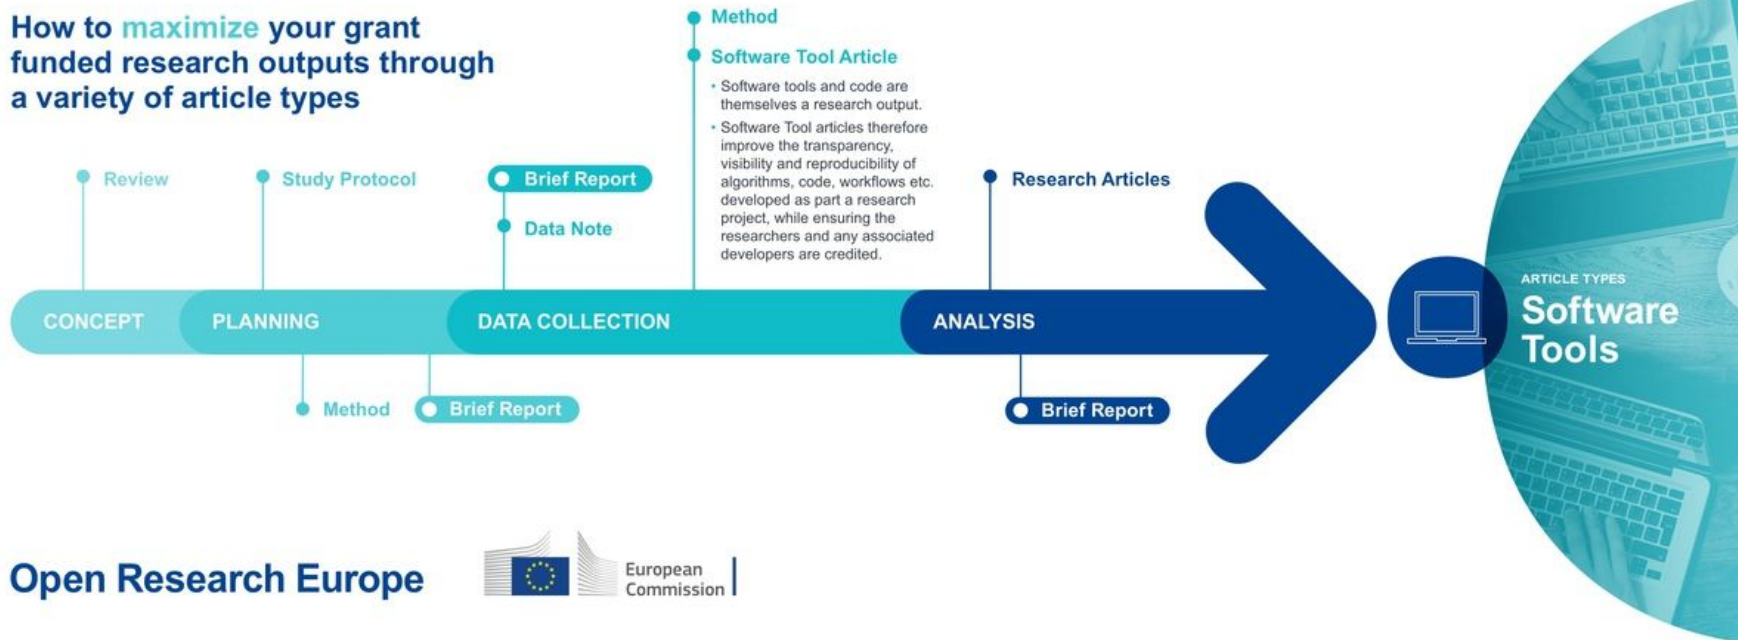 How to maximize your grant
funded research outputs through
a variety of article types
Review
Study Protocol
Brief Report
Data Note
Method
Software Tool Article
• Software tools and code are
themselves a research output.
• Software Tool articles therefore
improve the transparency,
visibility and reproducibility of
algorithms, code, workflows etc.
developed as part a research
project, while ensuring the
researchers and any associated
developers are credited.
Research Articles
CONCEPT
PLANNING
DATA COLLECTION
ANALYSIS
Method
Brief Report
Brief Report
ARTICLE TYPES
Software
Tools
Open Research Europe
European
Commission